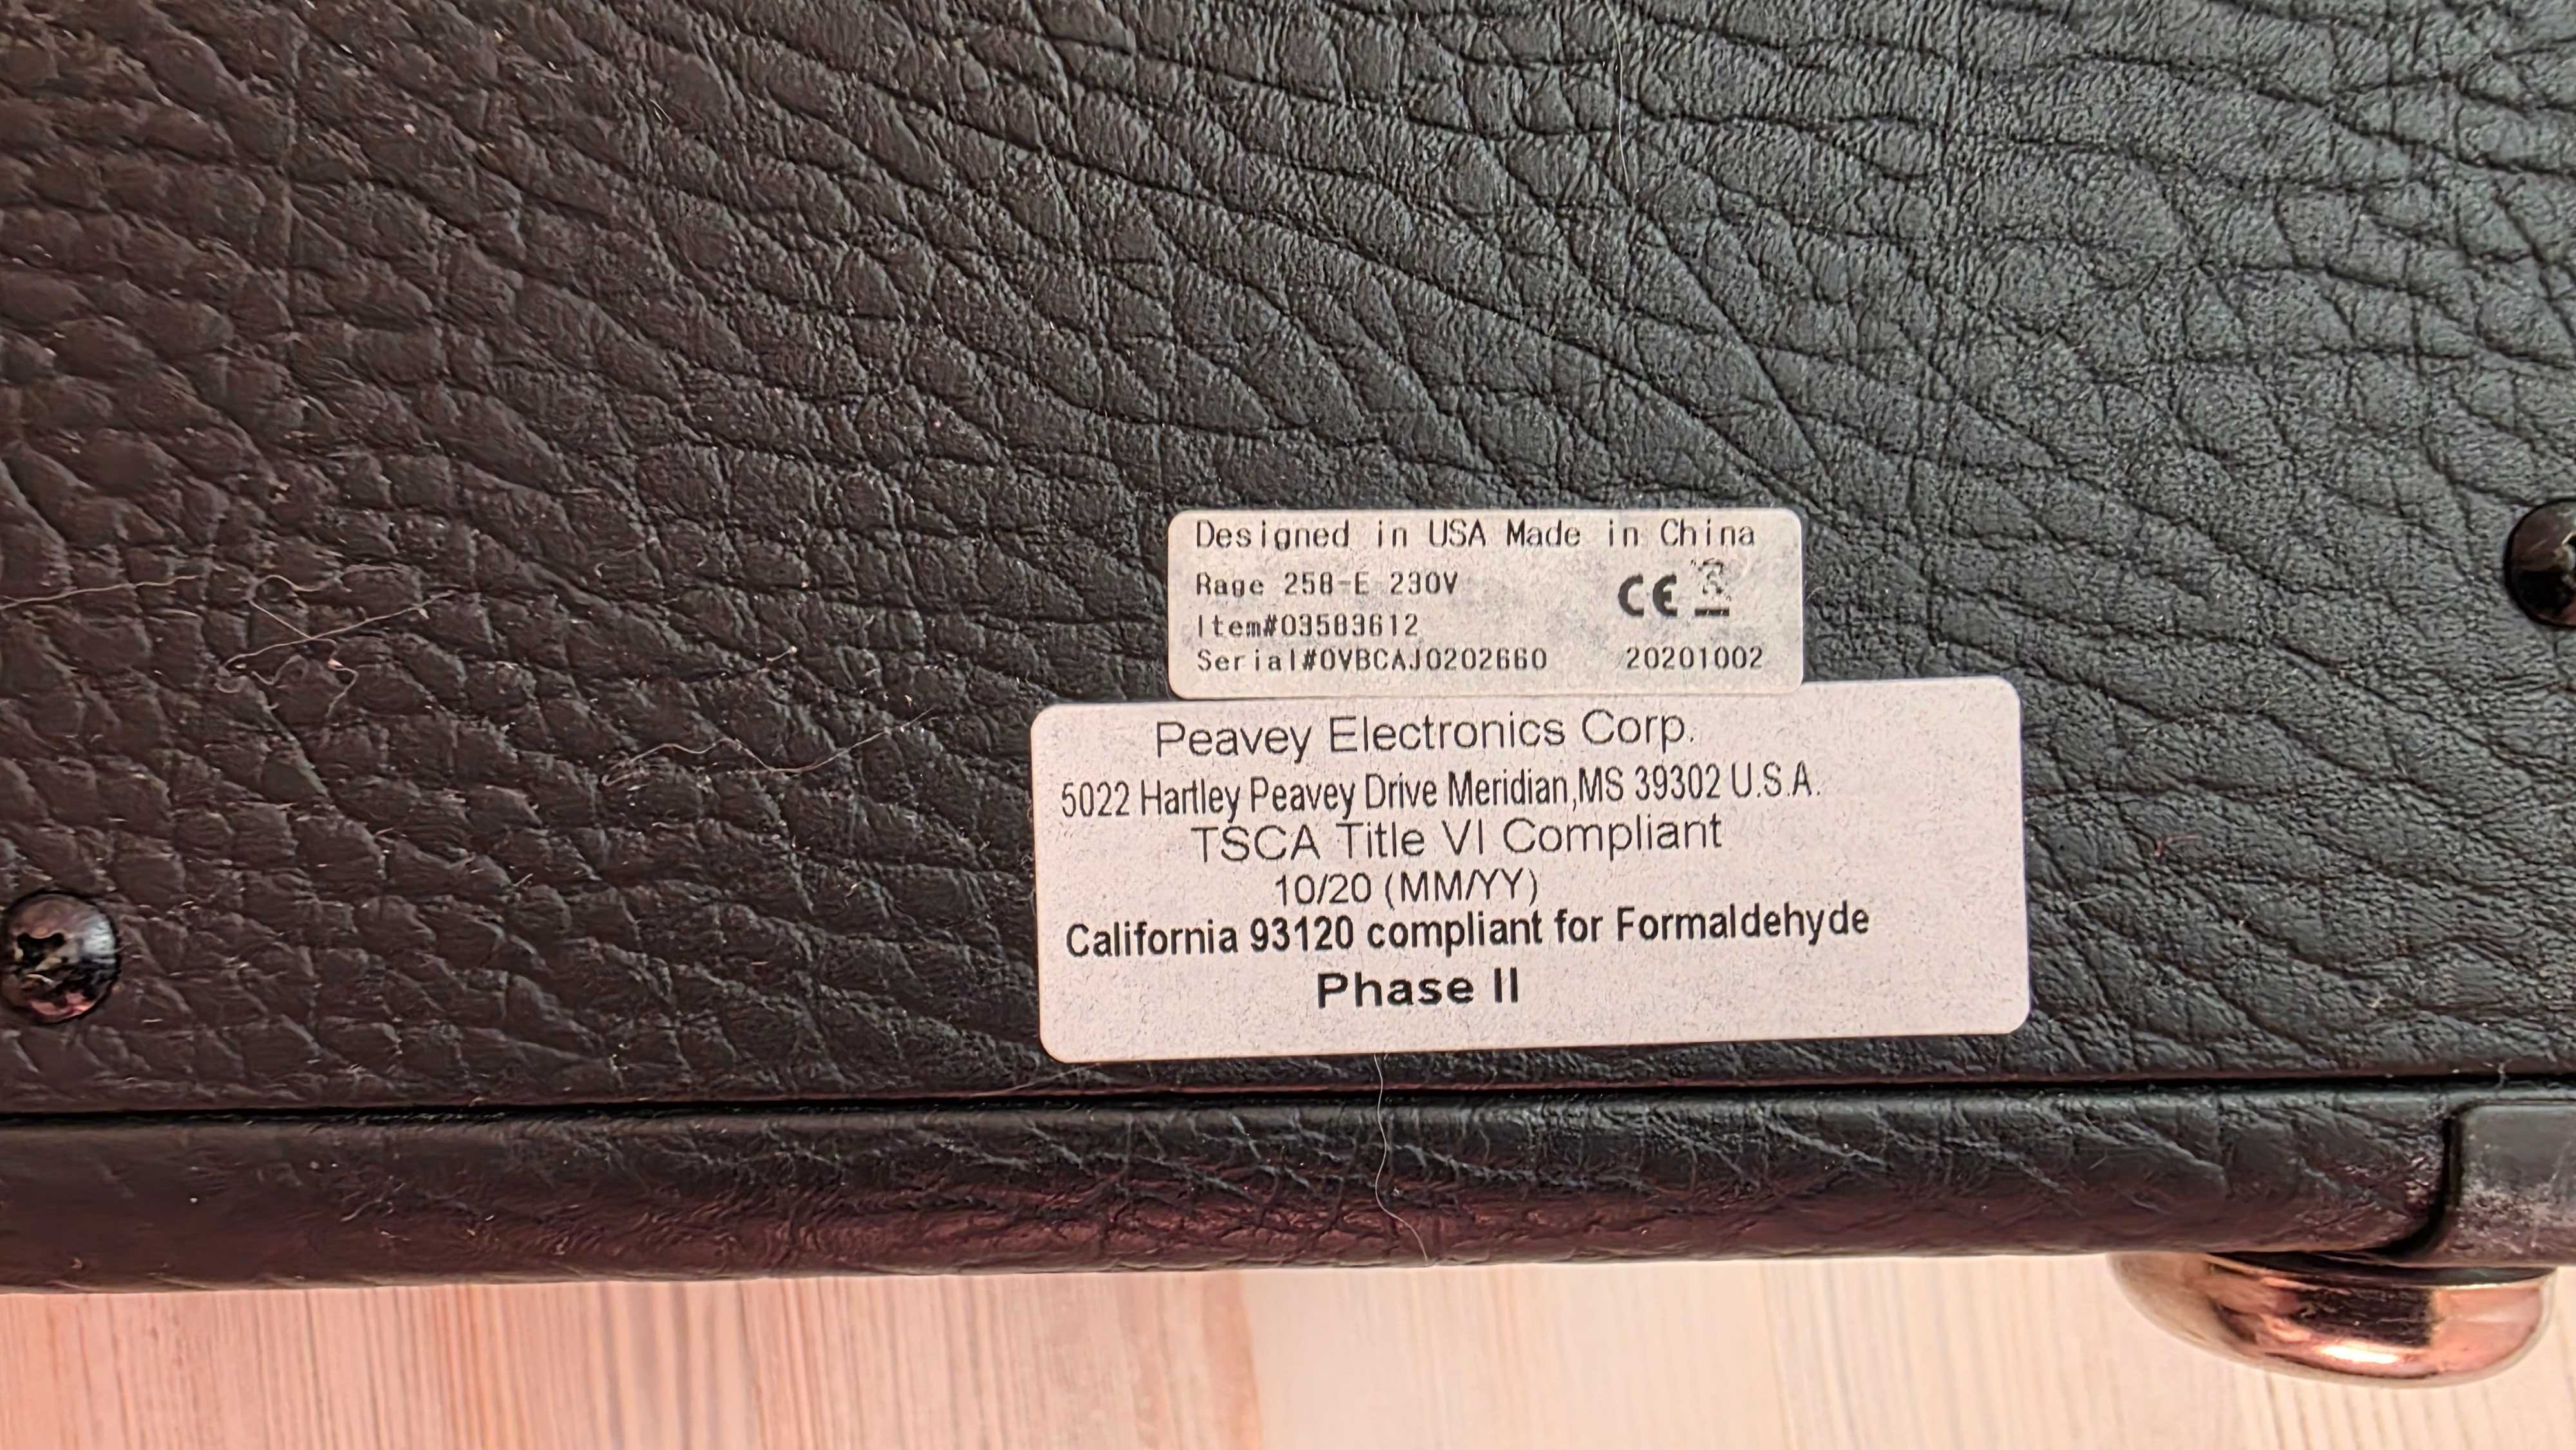 Designed in USA Made in China
Rage 258-E 230V
CE
Item#03583612
Serial#OVBCAJ0202660 20201002
Peavey Electronics Corp.
5022 Hartley Peavey Drive Meridian,MS 39302 U.S.A.
TSCA Title VI Compliant
10/20 (MM/YY)
California 93120 compliant for Formaldehyde
Phase II